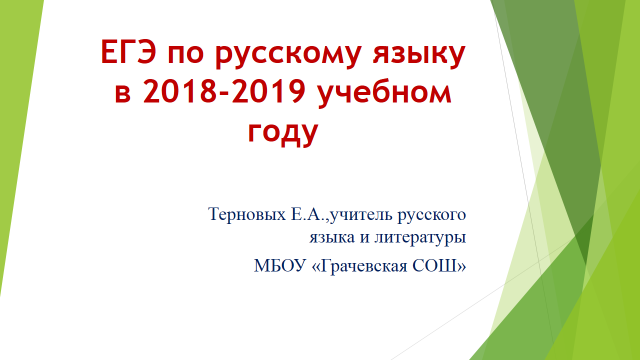 ЕГЭ по русскому языку
в 2018-2019 учебном
году
Терновых Е.А.,учитель русского
языка и литературы
МБОУ «Грачевская СОШ»